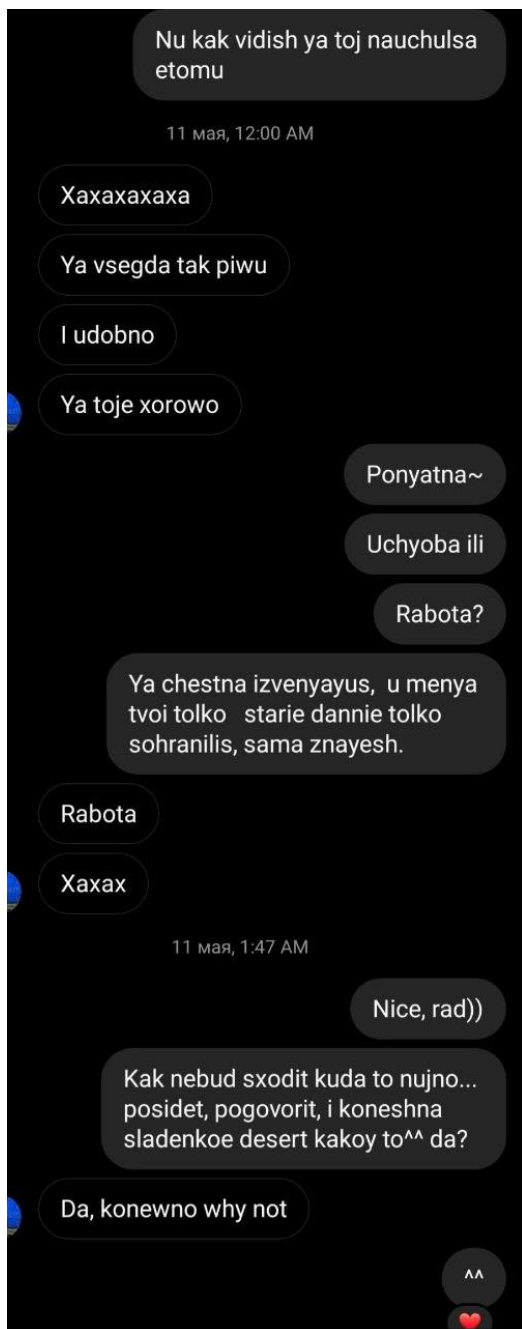 Nu kak vidish ya toj nauchulsa
etomu
11 мая, 12:00 AM
Xaxaxaxaxa
Ya vsegda tak piwu
I udobno
Ya toje xorowo
Ponyatna~
Uchyoba ili
Rabota?
Ya chestna izvenyayus, u menya
tvoi tolko starie dannie tolko
sohranilis, sama znayesh.
Rabota
Xaxax
11 мая, 1:47 AM
Nice, rad))
Kak nebud sxodit kuda to nujno...
posidet, pogovorit, i koneshna
sladenkoe desert kakoy to^^ da?
Da, konewno why not
^^